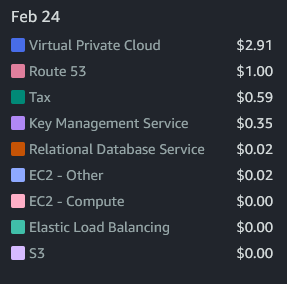 Feb 24
Virtual Private Cloud $2.91
Route 53 $1.00
Tax $0.59
Key Management Service $0.35
Relational Database Service $0.02
EC2 - Other $0.02
EC2 - Compute $0.00
Elastic Load Balancing $0.00
S3 $0.00